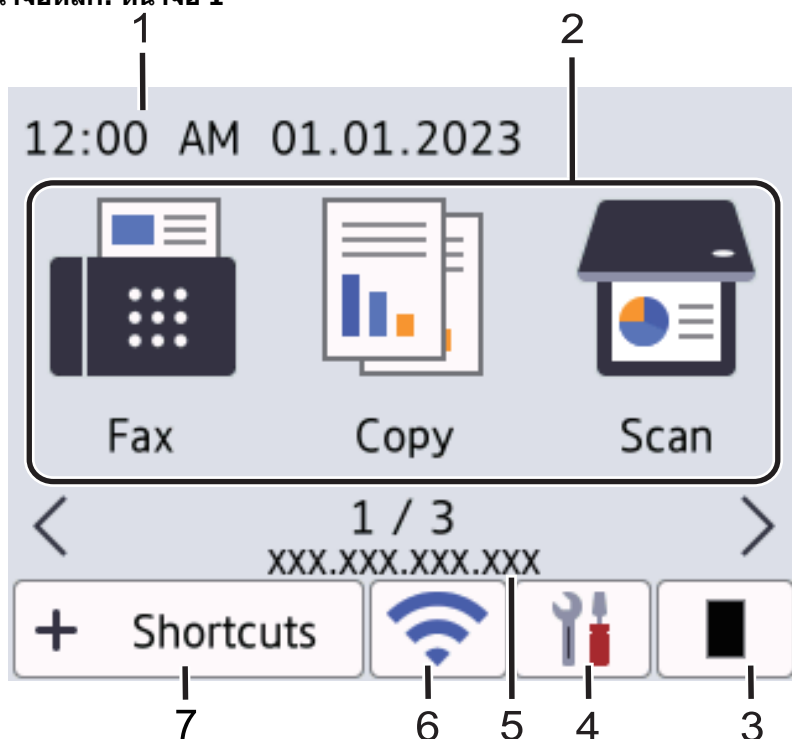 1
2
12:00 AM 01.01.2023
Fax
Copy
Scan
1 / 3
XXX.XXX.XXX.XXX
+ Shortcuts
7
6
5
4
3